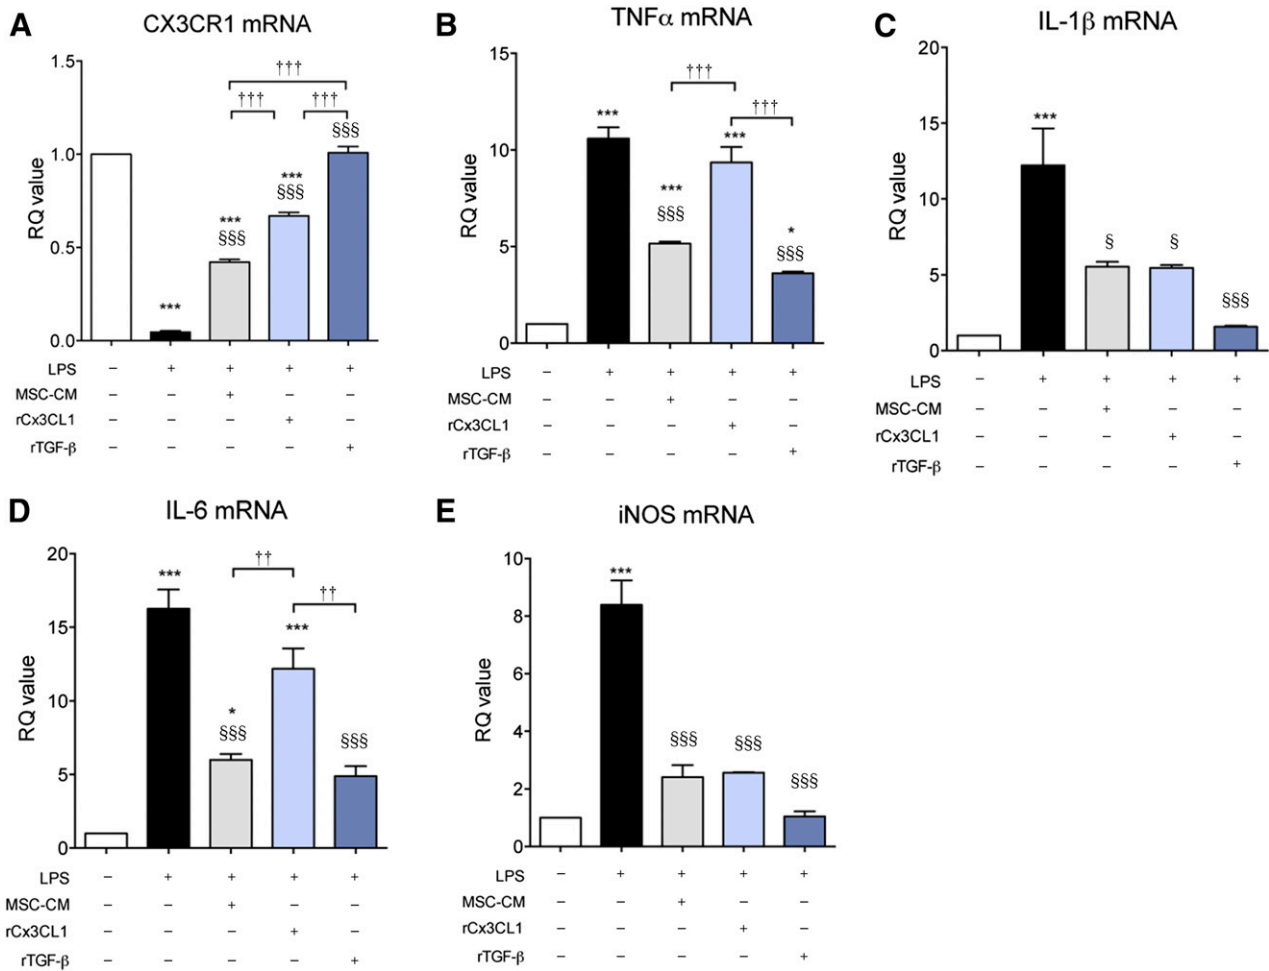 A
CX3CR1 mRNA
RQ value
1.5
1.0
0.5
0.0
†††
†††
†††
***
***
§§§
***
§§§
§§§
LPS – + + + +
MSC-CM – – + – –
rCx3CL1 – – – + –
rTGF-β – – – – +
B
TNFα mRNA
RQ value
15
10
5
0
†††
†††
***
***
§§§
***
*
§§§
LPS – + + + +
MSC-CM – – + – –
rCx3CL1 – – – + –
rTGF-β – – – – +
C
IL-1β mRNA
RQ value
20
15
10
5
0
***
§
§
§§§
LPS – + + + +
MSC-CM – – + – –
rCx3CL1 – – – + –
rTGF-β – – – – +
D
IL-6 mRNA
RQ value
20
15
10
5
0
††
††
***
*
§§§
***
§§§
LPS – + + + +
MSC-CM – – + – –
rCx3CL1 – – – + –
rTGF-β – – – – +
E
iNOS mRNA
RQ value
10
8
6
4
2
0
***
§§§
§§§
§§§
LPS – + + + +
MSC-CM – – + – –
rCx3CL1 – – – + –
rTGF-β – – – – +